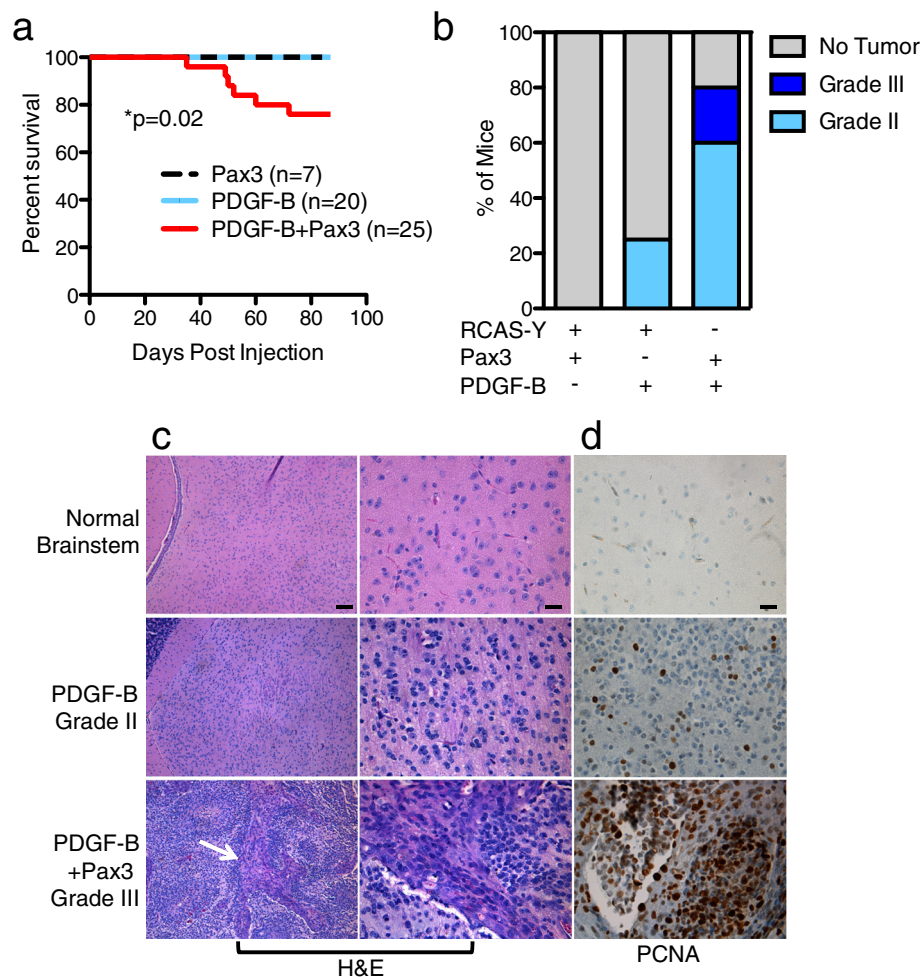 a
100
80
60
40
20
0
Percent survival
*p=0.02
Pax3 (n=7)
PDGF-B (n=20)
PDGF-B+Pax3 (n=25)
0 20 40 60 80 100
Days Post Injection
b
100
80
60
40
20
0
% of Mice
No Tumor
Grade III
Grade II
RCAS-Y + + -
Pax3 + - +
PDGF-B - + +
c
d
Normal
Brainstem
PDGF-B
Grade II
PDGF-B
+Pax3
Grade III
H&E
PCNA